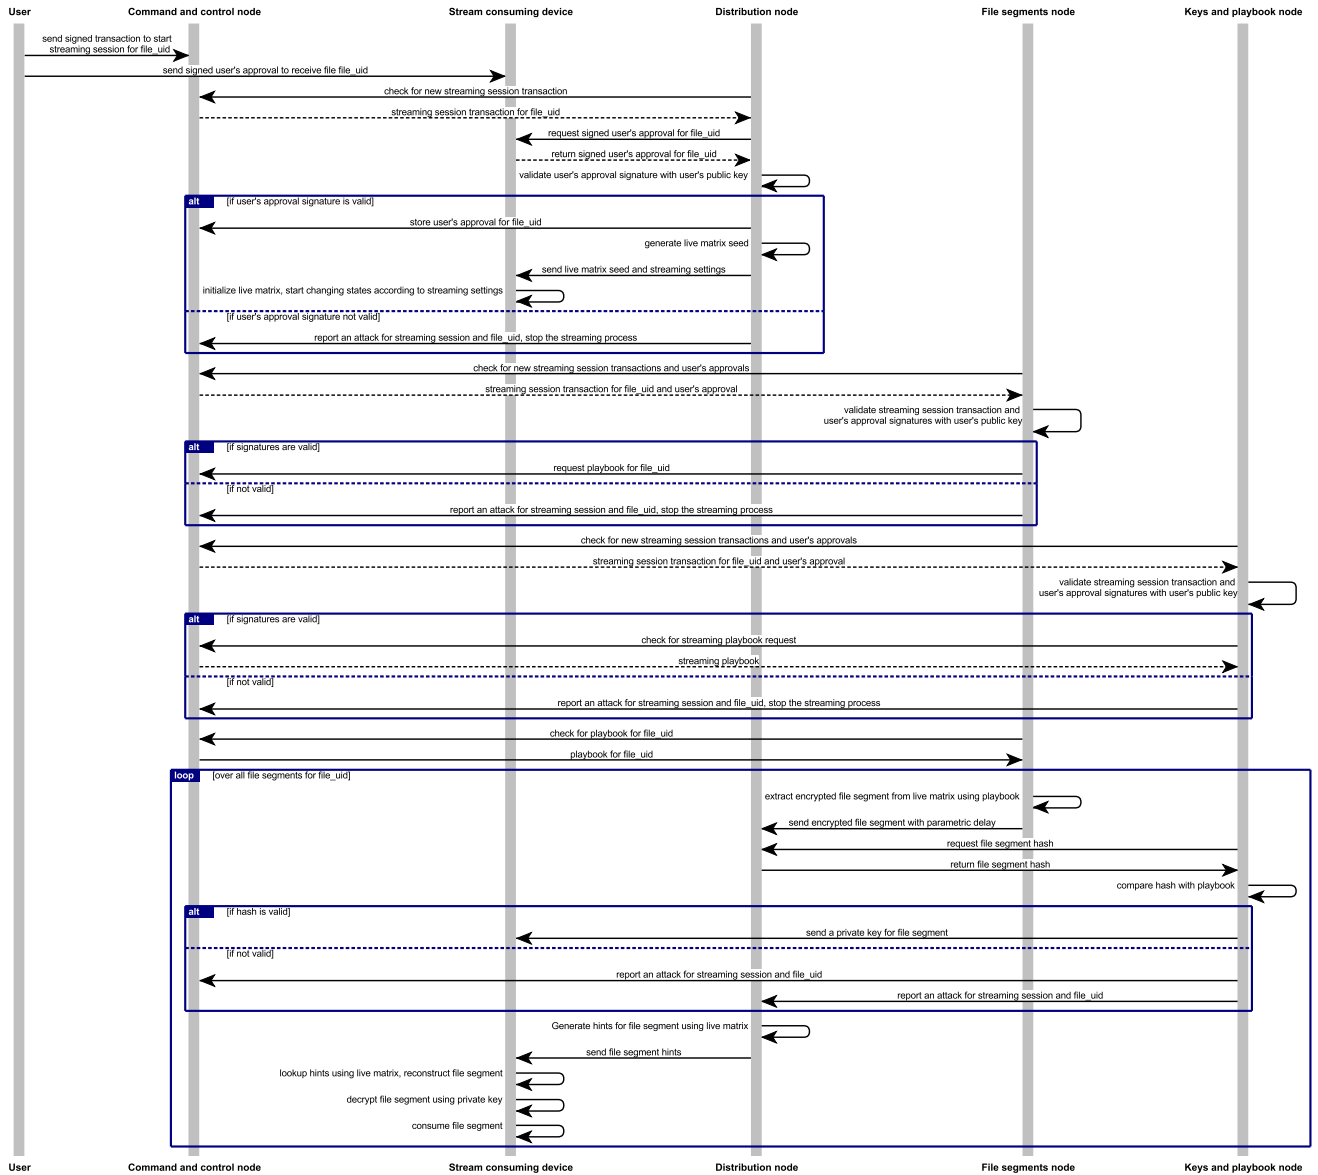 User
Command and control node
Stream consuming device
Distribution node
File segments node
Keys and playbook node
send signed transaction to start
streaming session for file_uid
send signed user's approval to receive file file_uid
check for new streaming session transaction
streaming session transaction for file_uid
request signed user's approval for file_uid
return signed user's approval for file_uid
validate user's approval signature with user's public key
alt
[if user's approval signature is valid]
store user's approval for file_uid
generate live matrix seed
send live matrix seed and streaming settings
initialize live matrix, start changing states according to streaming settings
[if user's approval signature not valid]
report an attack for streaming session and file_uid, stop the streaming process
check for new streaming session transactions and user's approvals
streaming session transaction for file_uid and user's approval
validate streaming session transaction and
user's approval signatures with user's public key
alt
[if signatures are valid]
request playbook for file_uid
[if not valid]
report an attack for streaming session and file_uid, stop the streaming process
check for new streaming session transactions and user's approvals
streaming session transaction for file_uid and user's approval
validate streaming session transaction and
user's approval signatures with user's public key
alt
[if signatures are valid]
check for streaming playbook request
streaming playbook
[if not valid]
report an attack for streaming session and file_uid, stop the streaming process
check for playbook for file_uid
playbook for file_uid
loop
[over all file segments for file_uid]
extract encrypted file segment from live matrix using playbook
send encrypted file segment with parametric delay
request file segment hash
return file segment hash
compare hash with playbook
alt
[if hash is valid]
send a private key for file segment
[if not valid]
report an attack for streaming session and file_uid
report an attack for streaming session and file_uid
Generate hints for file segment using live matrix
send file segment hints
lookup hints using live matrix, reconstruct file segment
decrypt file segment using private key
consume file segment
User
Command and control node
Stream consuming device
Distribution node
File segments node
Keys and playbook node